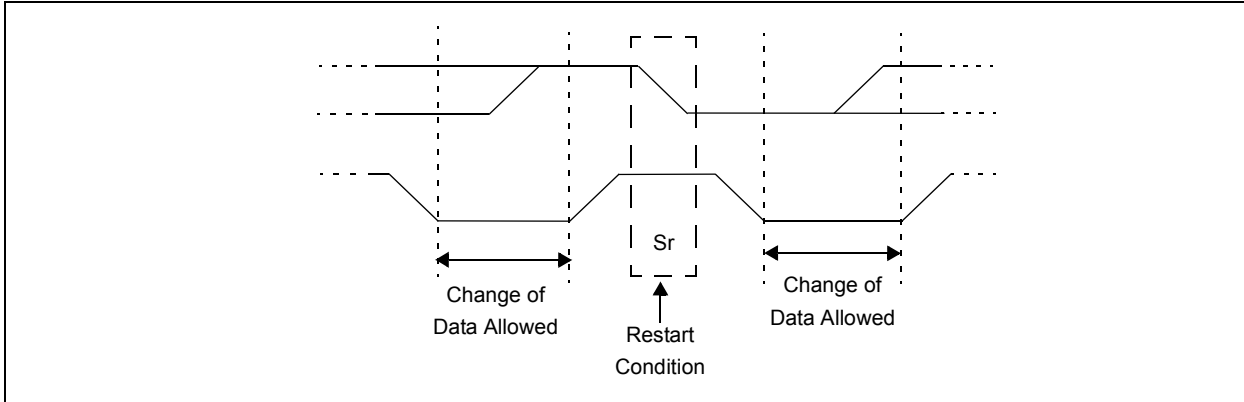 Sr
Change of
Data Allowed
Restart
Condition
Change of
Data Allowed